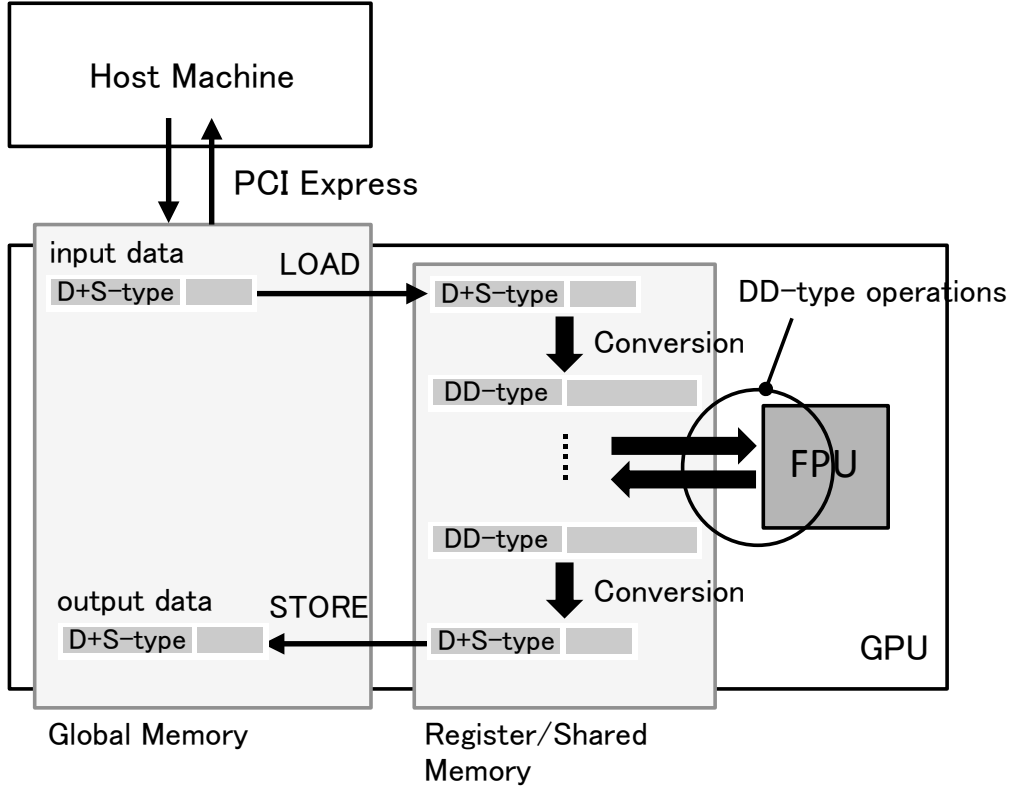 Host Machine
PCI Express
input data
LOAD
D+S-type
D+S-type
DD-type operations
Conversion
DD-type
FPU
DD-type
Conversion
output data
STORE
D+S-type
D+S-type
GPU
Global Memory
Register/Shared
Memory